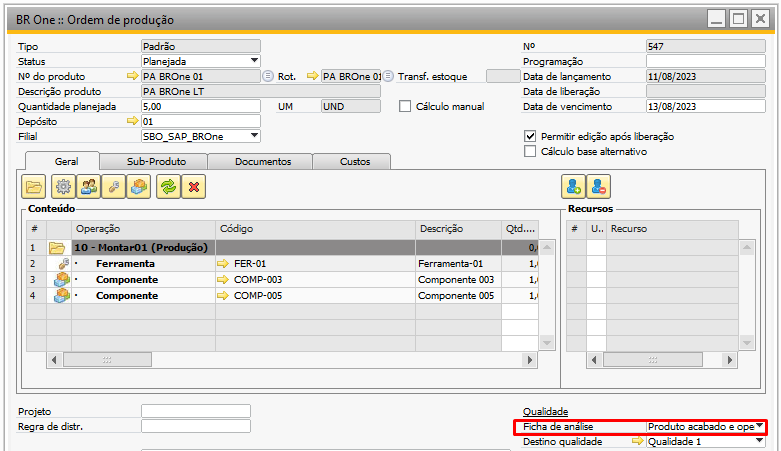 BR One :: Ordem de produção
Tipo Padrão Nº 547
Status Planejada Programação
Nº do produto PA BROne 01 Rot. PA BROne 01 Transf. estoque Data de lançamento 11/08/2023
Descrição produto PA BROne LT Data de liberação
Quantidade planejada 5,00 UM UND Cálculo manual Data de vencimento 13/08/2023
Depósito 01
Filial SBO_SAP_BROne Permitir edição após liberação
Cálculo base alternativo
Geral Sub-Produto Documentos Custos
Conteúdo Recursos
# Operação Código Descrição Qtd.... # U.. Recurso
1 10 - Montar01 (Produção) 0,
2 Ferramenta FER-01 Ferramenta-01 1,
3 Componente COMP-003 Componente 003 1,
4 Componente COMP-005 Componente 005 1,
Projeto Qualidade
Regra de distr. Ficha de análise Produto acabado e ope
Destino qualidade Qualidade 1